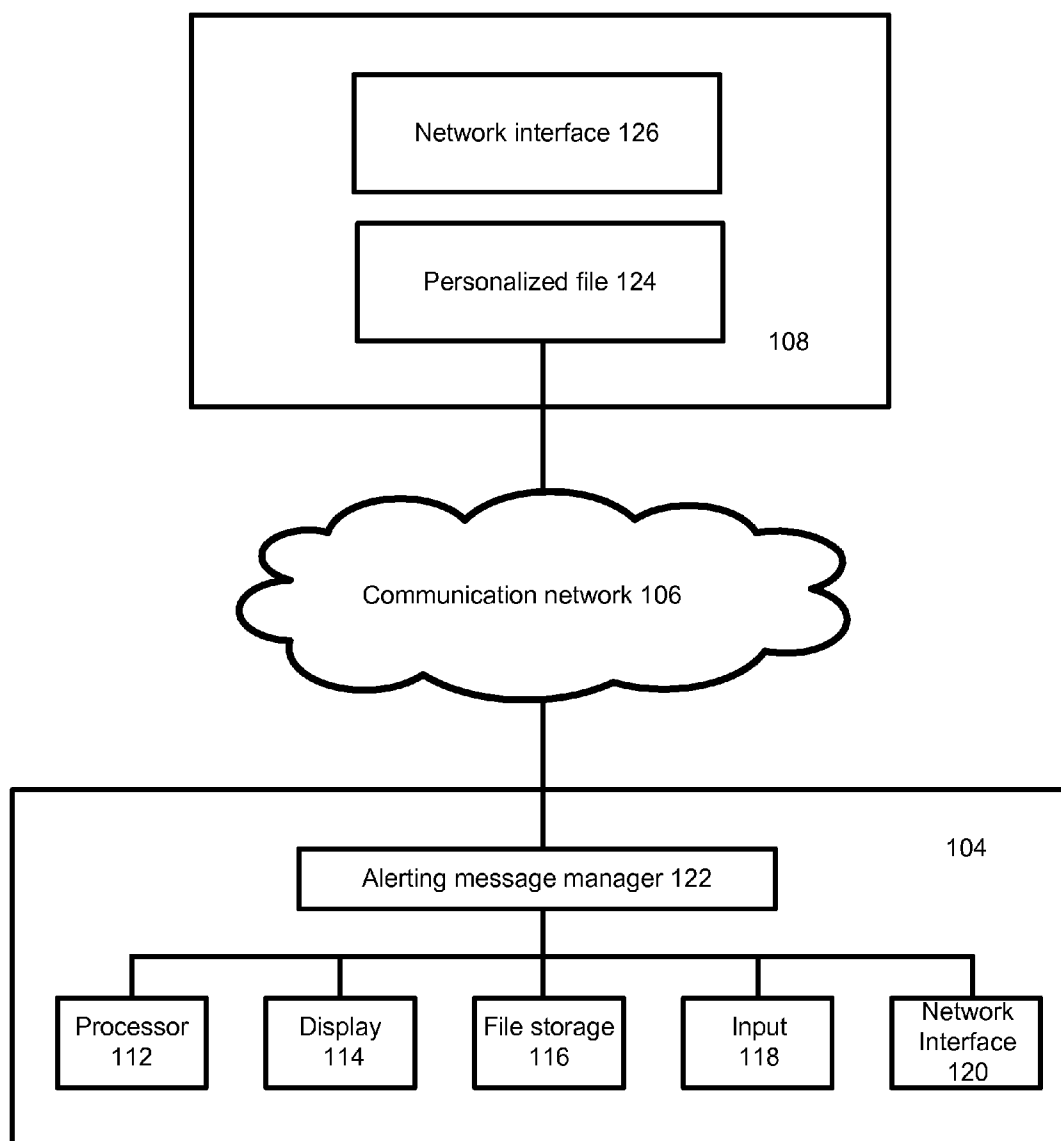 Network interface 126
Personalized file 124
108
Communication network 106
104
Alerting message manager 122
Processor
112
Display
114
File storage
116
Input
118
Network
Interface
120